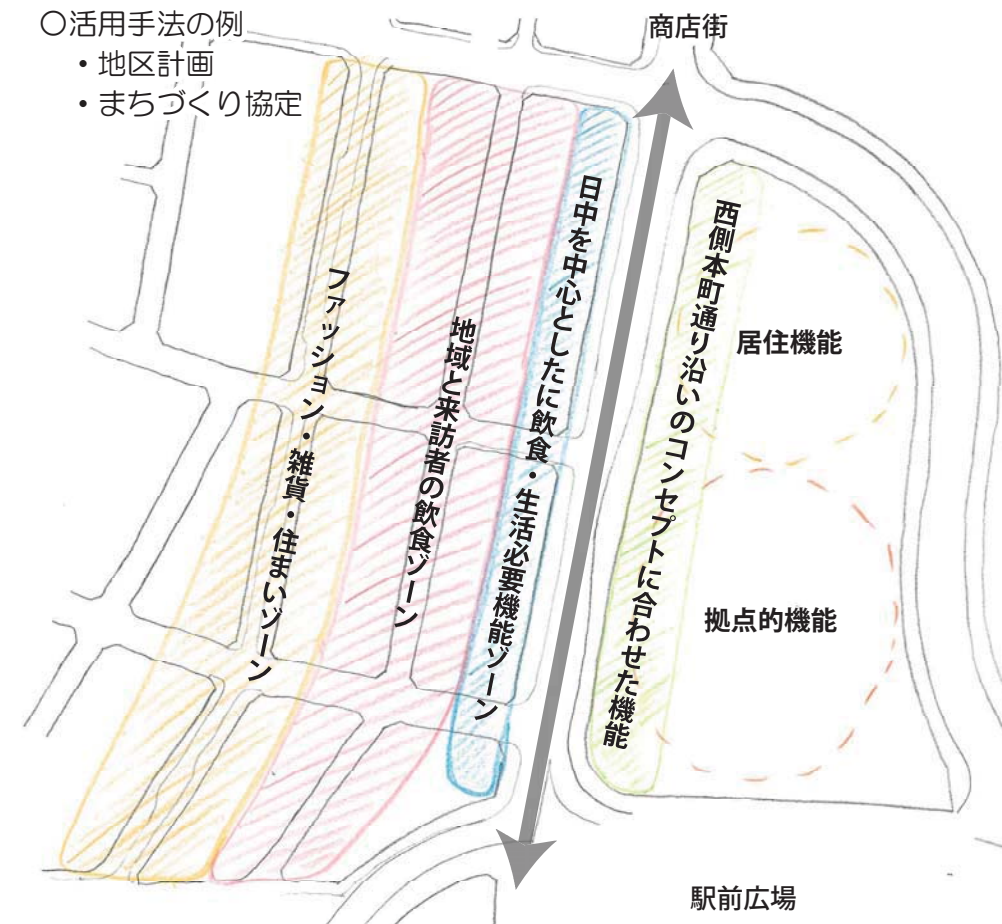 〇活用手法の例
・地区計画
・まちづくり協定
商店街
ファッション・雑貨・住まいゾーン
地域と来訪者の飲食ゾーン
日中を中心としたに飲食・生活必要機能ゾーン
西側本町通り沿いのコンセプトに合わせた機能
居住機能
拠点的機能
駅前広場